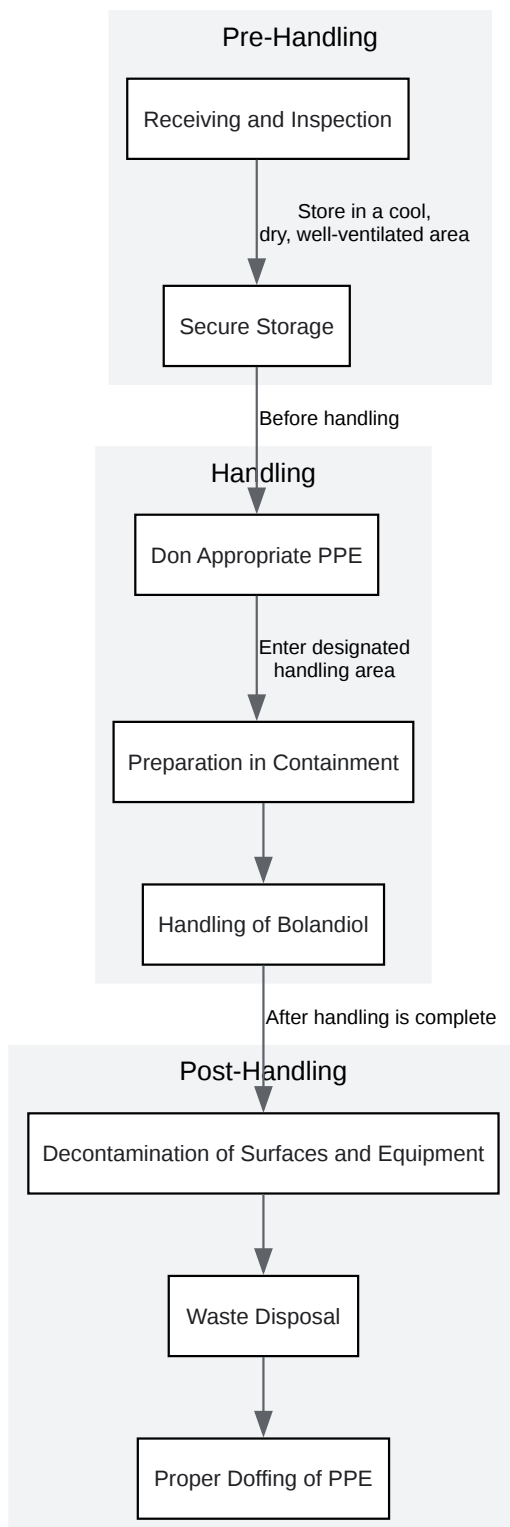 Pre-Handling
Receiving and Inspection
Store in a cool,
dry, well-ventilated area
Secure Storage
Before handling
Handling
Don Appropriate PPE
Enter designated
handling area
Preparation in Containment
Handling of Bolandiol
After handling is complete
Post-Handling
Decontamination of Surfaces and Equipment
Waste Disposal
Proper Doffing of PPE